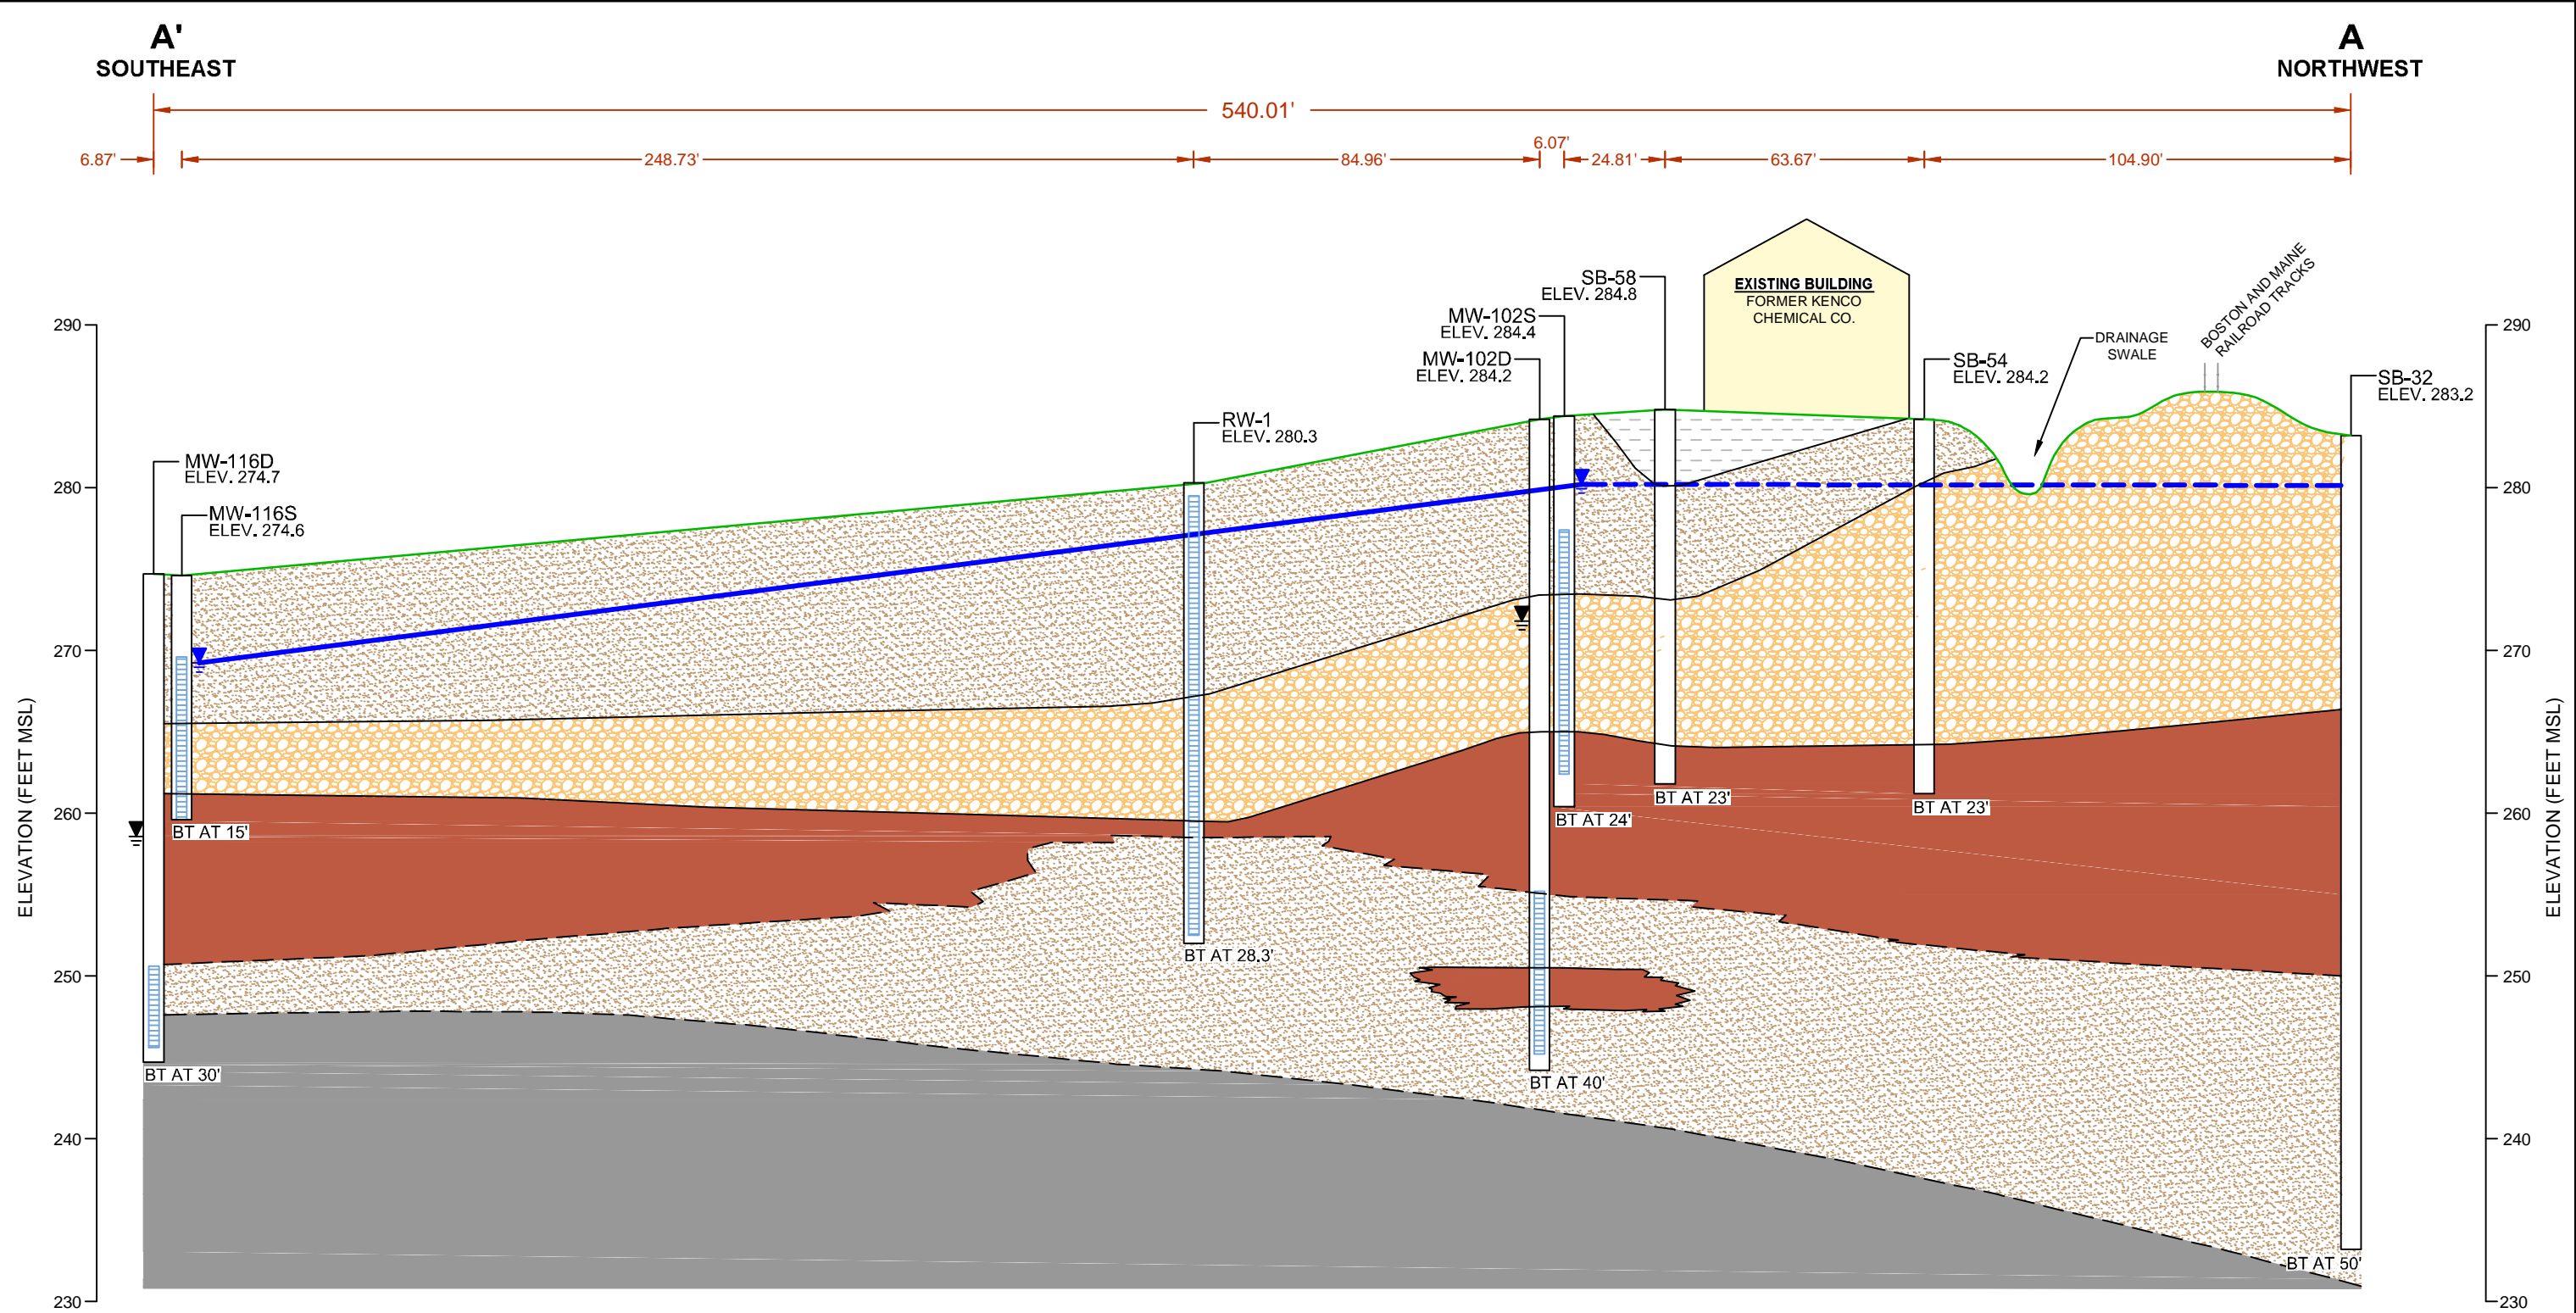 A'
SOUTHEAST
A
NORTHWEST
540.01'
6.87'
248.73'
84.96'
6.07'
24.81'
63.67'
104.90'
MW-116D
ELEV. 274.7
MW-116S
ELEV. 274.6
RW-1
ELEV. 280.3
MW-102D
ELEV. 284.2
MW-102S
ELEV. 284.4
SB-58
ELEV. 284.8
EXISTING BUILDING
FORMER KENCO
CHEMICAL CO.
SB-54
ELEV. 284.2
DRAINAGE
SWALE
BOSTON AND MAINE
RAILROAD TRACKS
SB-32
ELEV. 283.2
ELEVATION (FEET MSL)
290
280
270
260
250
240
230
BT AT 30'
BT AT 15'
BT AT 28.3'
BT AT 40'
BT AT 24'
BT AT 23'
BT AT 23'
BT AT 50'
290
280
270
260
250
240
230
ELEVATION (FEET MSL)